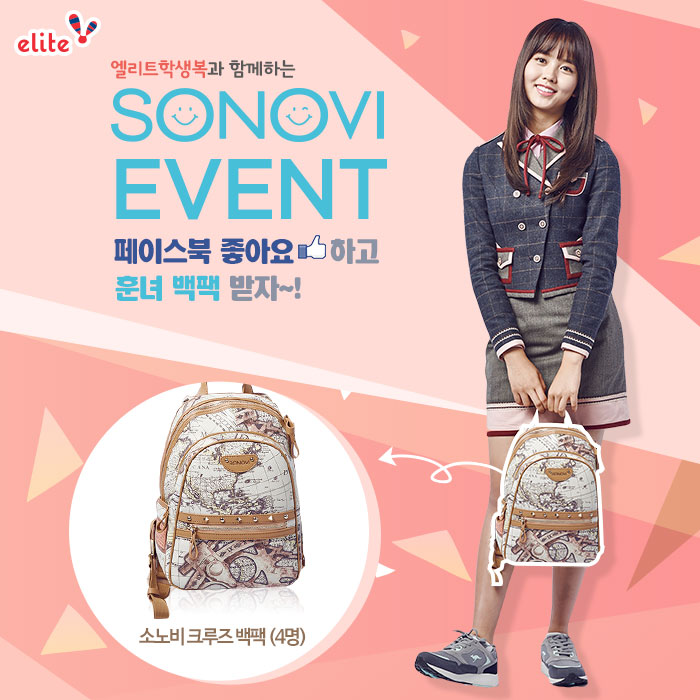 elite
엘리트학생복과 함께하는
SONOVI
EVENT
페이스북 좋아요 하고
훈녀 백팩 받자~!
SONOVI
SONOVI
소노비 크루즈 백팩 (4명)